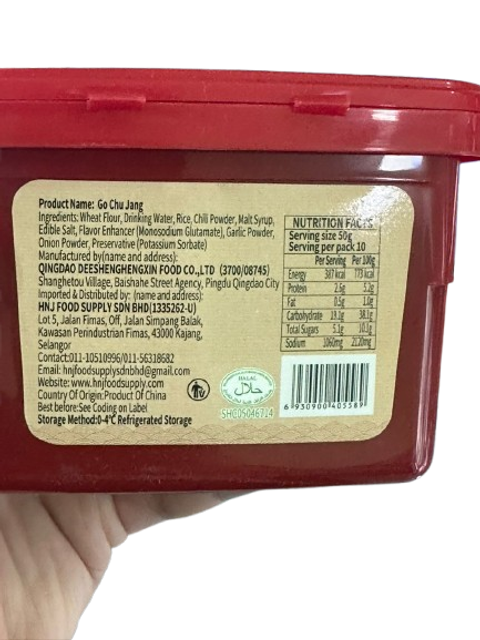 Product Name: Go Chu Jang
Ingredients: Wheat Flour, Drinking Water, Rice, Chili Powder, Malt Syrup,
Edible Salt, Flavor Enhancer (Monosodium Glutamate), Garlic Powder,
Onion Powder, Preservative (Potassium Sorbate)
Manufactured by(name and address):
QINGDAO DEESHENGHENGXIN FOOD CO.,LTD (3700/08745)
Shanghetou Village, Baishahe Street Agency, Pingdu Qingdao City
Imported & Distributed by: (name and address):
HNJ FOOD SUPPLY SDN BHD(1335262-U)
Lot 5, Jalan Fimas, Off, Jalan Simpang Balak,
Kawasan Perindustrian Fimas, 43000 Kajang,
Selangor
Contact:011-10510996/011-56318682
Email: hnjfoodsupplysdnbhd@gmail.com
Website: www.hnjfoodsupply.com
Country Of Origin:Product Of China
Best before:See Coding on Label
Storage Method:0-4℃ Refrigerated Storage
NUTRITION FACTS
Serving size 50g
Serving per pack 10
Per Serving Per 100g
Energy 387 kcal 773 kcal
Protein 2.6g 5.2g
Fat 0.5g 1.0g
Carbohydrate 19.1g 38.1g
Total Sugars 5.1g 10.1g
Sodium 1060mg 2120mg
HALAL
حلال
SHC05046714
6 930900 405589